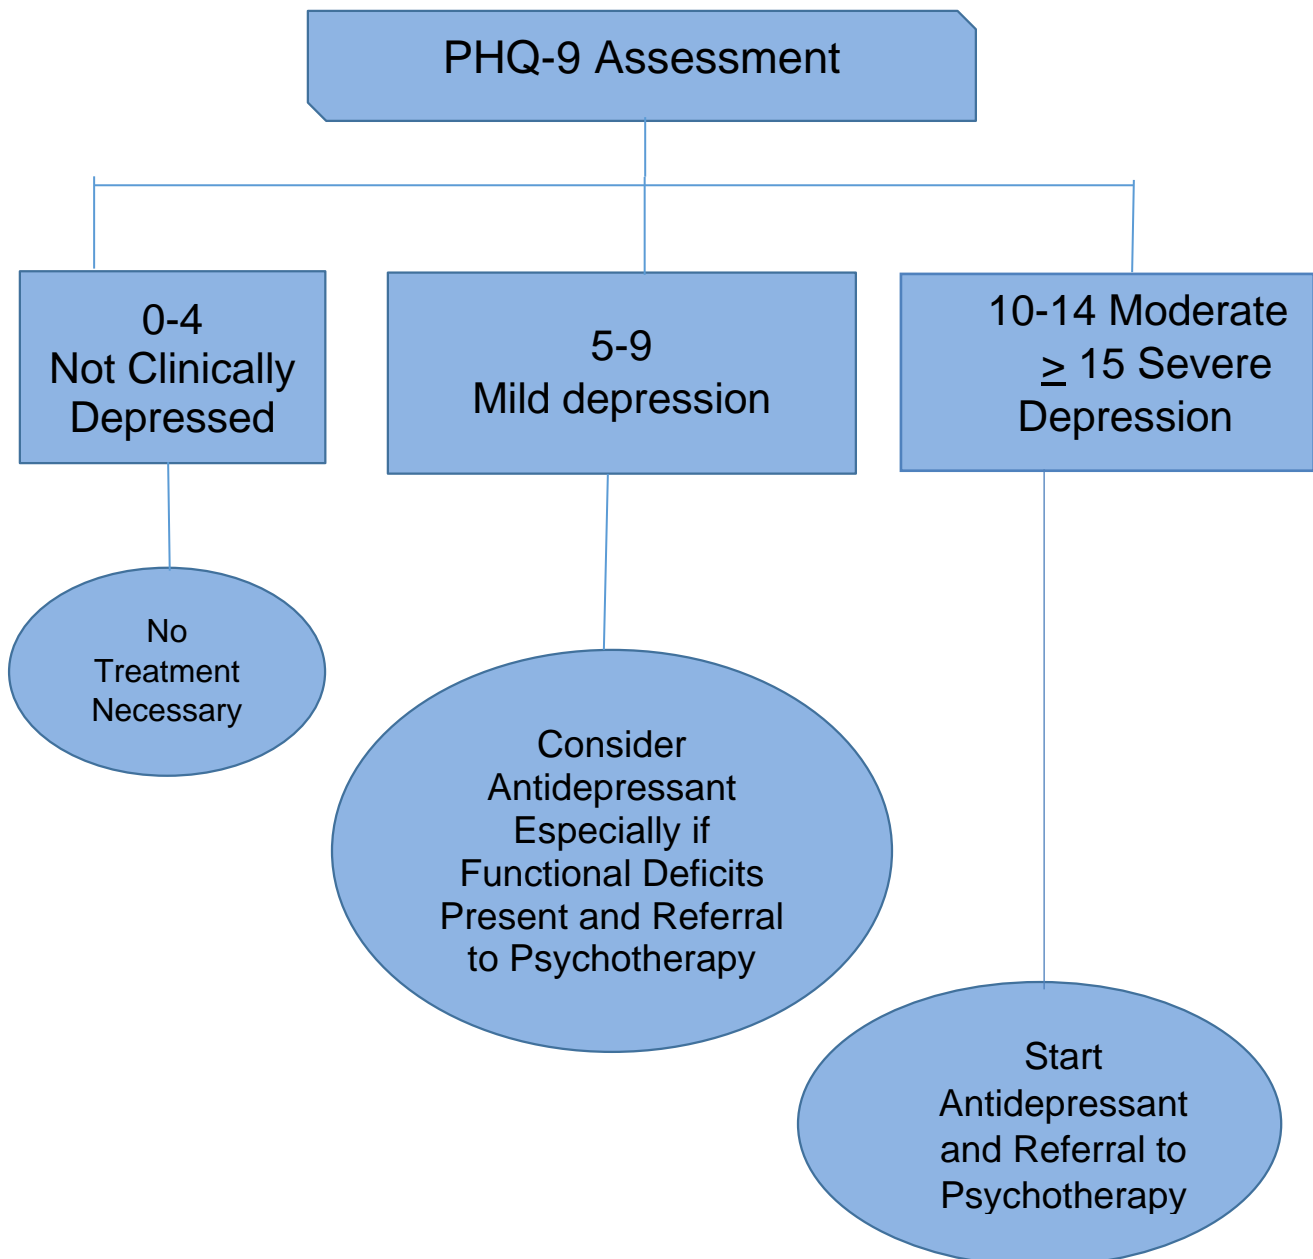 PHQ-9 Assessment
0-4
Not Clinically
Depressed
5-9
Mild depression
10-14 Moderate
≥ 15 Severe
Depression
No
Treatment
Necessary
Consider
Antidepressant
Especially if
Functional Deficits
Present and Referral
to Psychotherapy
Start
Antidepressant
and Referral to
Psychotherapy